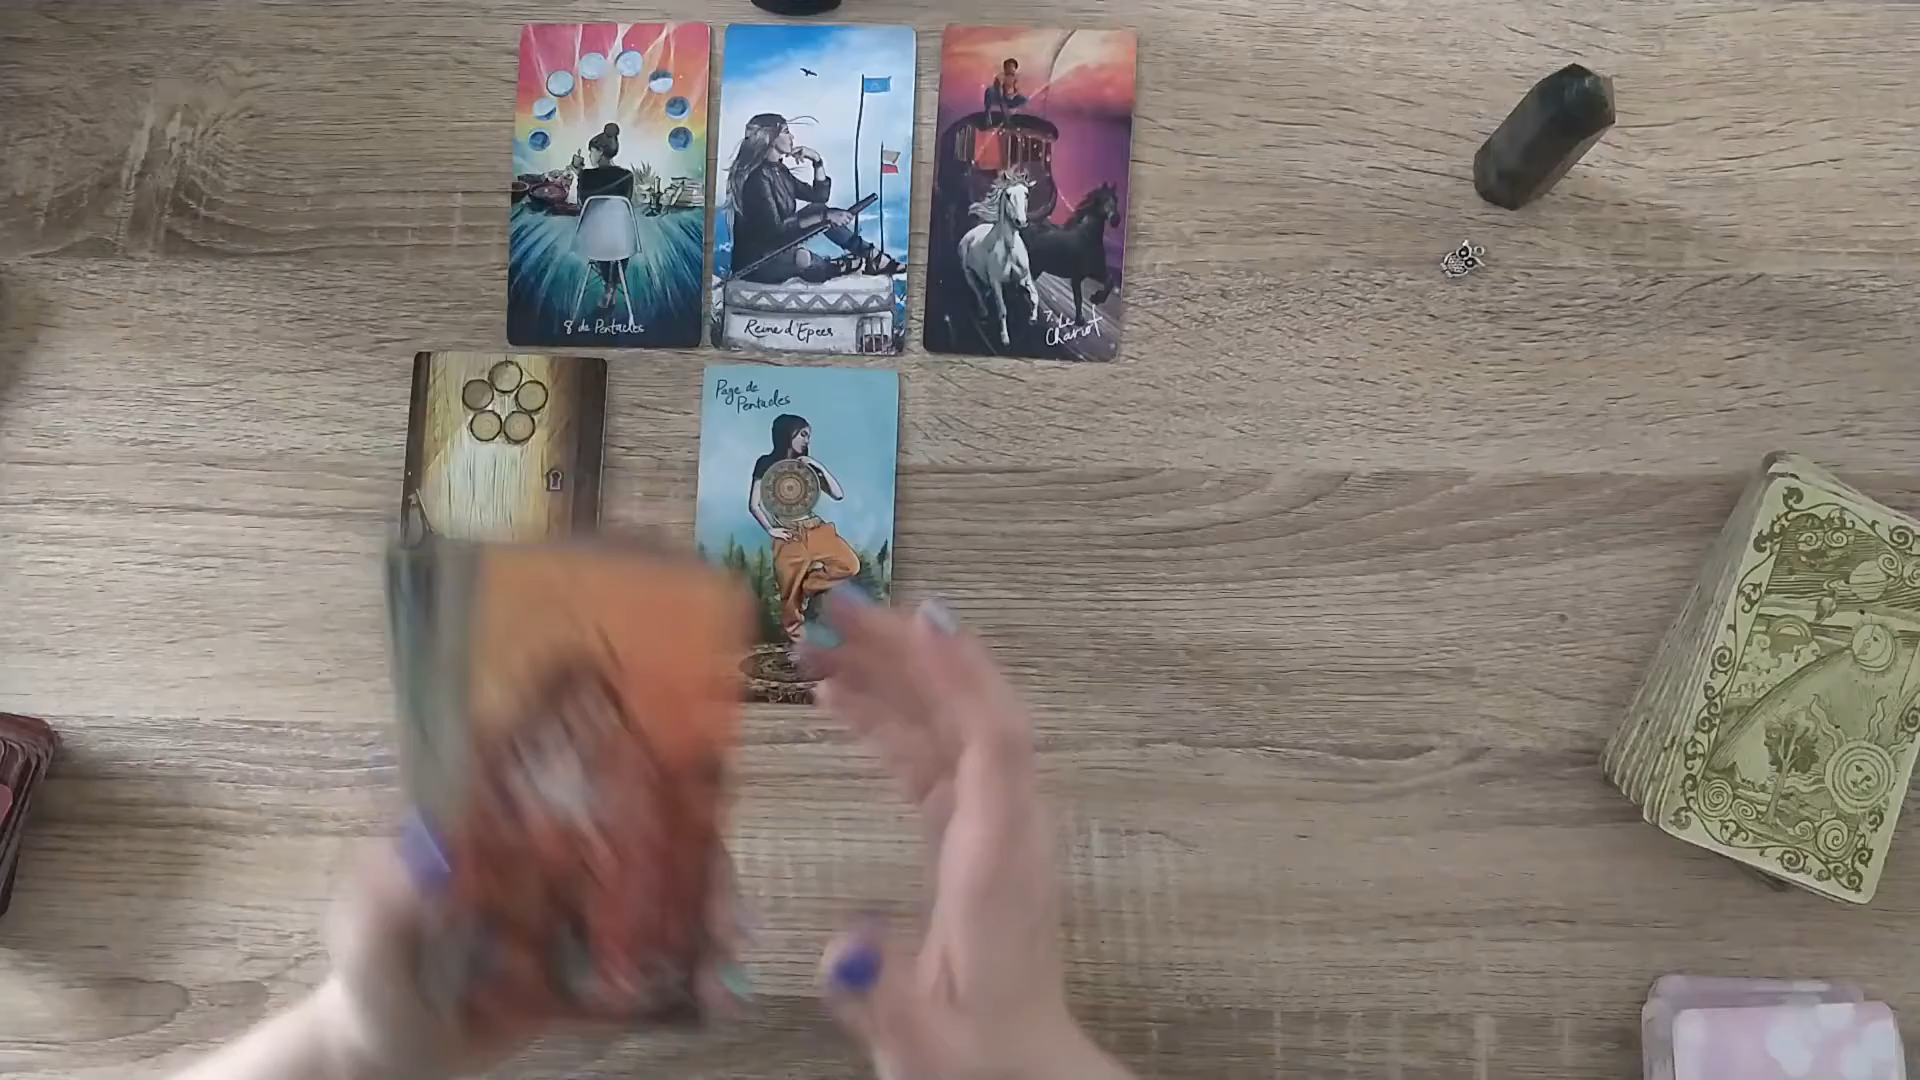 8 de Pentacles
Reine d'Epees
7. Le
Chariot
Page de
Pentacles